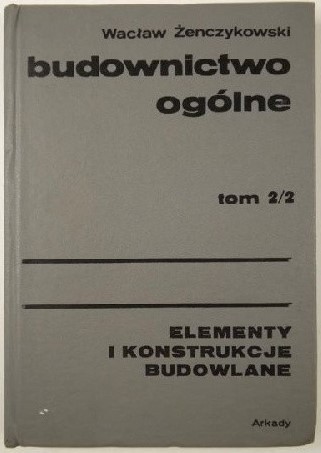 Wacław Żenczykowski
budownictwo
ogólne
tom 2/2
ELEMENTY
I KONSTRUKCJE
BUDOWLANE
Arkady